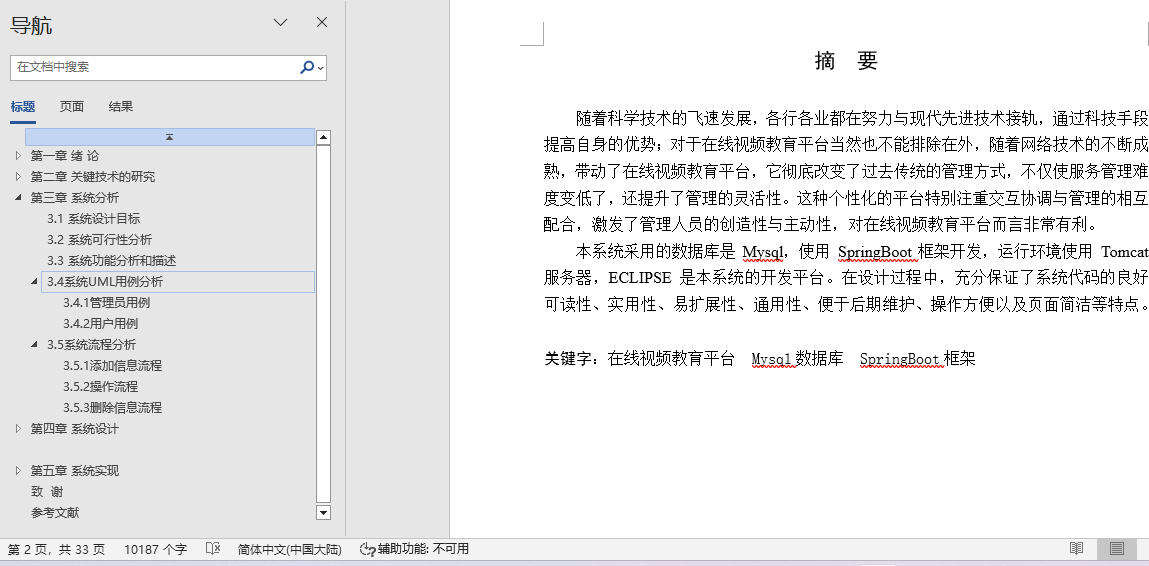 导航
在文档中搜索
标题 页面 结果
第一章 绪 论
第二章 关键技术的研究
第三章 系统分析
3.1 系统设计目标
3.2 系统可行性分析
3.3 系统功能分析和描述
3.4系统UML用例分析
3.4.1管理员用例
3.4.2用户用例
3.5系统流程分析
3.5.1添加信息流程
3.5.2操作流程
3.5.3删除信息流程
第四章 系统设计
第五章 系统实现
致 谢
参考文献
摘 要
随着科学技术的飞速发展，各行各业都在努力与现代先进技术接轨，通过科技手段
提高自身的优势；对于在线视频教育平台当然也不能排除在外，随着网络技术的不断成
熟，带动了在线视频教育平台，它彻底改变了过去传统的管理方式，不仅使服务管理难
度变低了，还提升了管理的灵活性。这种个性化的平台特别注重交互协调与管理的相互
配合，激发了管理人员的创造性与主动性，对在线视频教育平台而言非常有利。
本系统采用的数据库是 Mysql，使用 SpringBoot 框架开发，运行环境使用 Tomcat
服务器，ECLIPSE 是本系统的开发平台。在设计过程中，充分保证了系统代码的良好
可读性、实用性、易扩展性、通用性、便于后期维护、操作方便以及页面简洁等特点。
关键字：在线视频教育平台 Mysql数据库 SpringBoot框架
第 2 页，共 33 页 10187 个字 简体中文(中国大陆) 辅助功能: 不可用